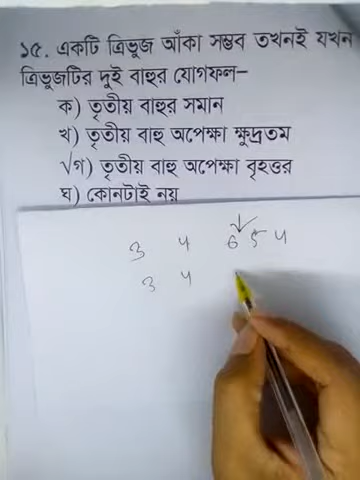 ১৫. একটি ত্রিভুজ আঁকা সম্ভব তখনই যখন
ত্রিভুজটির দুই বাহুর যোগফল–
ক) তৃতীয় বাহুর সমান
খ) তৃতীয় বাহু অপেক্ষা ক্ষুদ্রতম
√গ) তৃতীয় বাহু অপেক্ষা বৃহত্তর
ঘ) কোনটাই নয়
3 4 6 5 4
3 4